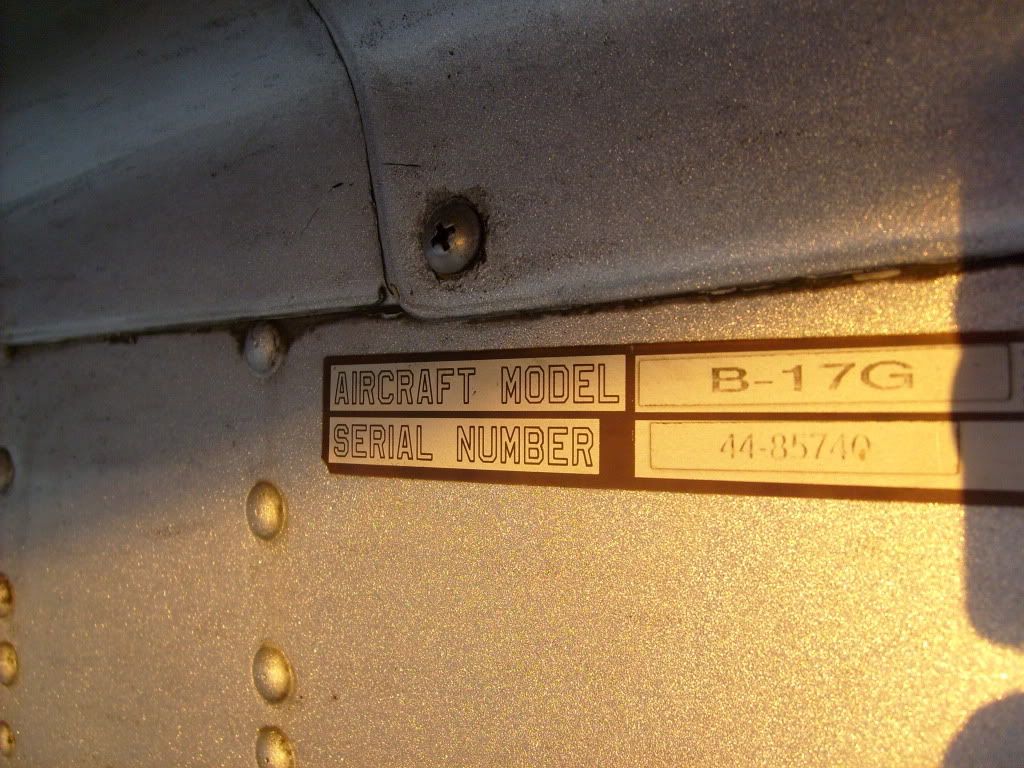 AIRCRAFT MODEL B-17G
SERIAL NUMBER 44-85740